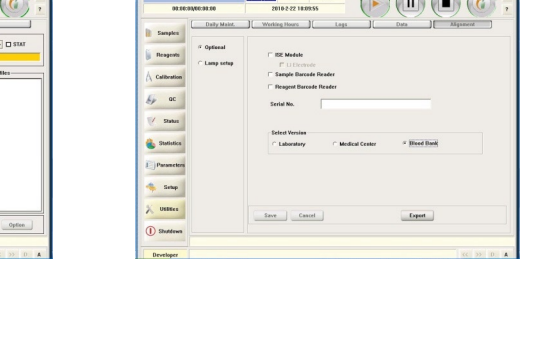 ?
STAT
files
Option
A
00:00:00/00:00:00
2010-2-22 10:09:55
?
Daily Maint. Working Hours Logs Data Alignment
Samples
Reagents
Calibration
QC
Status
Statistics
Parameters
Setup
Utilities
Shutdown
Optional
Lamp setup
ISE Module
Li Electrode
Sample Barcode Reader
Reagent Barcode Reader
Serial No.
Select Version
Laboratory Medical Center Blood Bank
Save Cancel Export
Developer
A